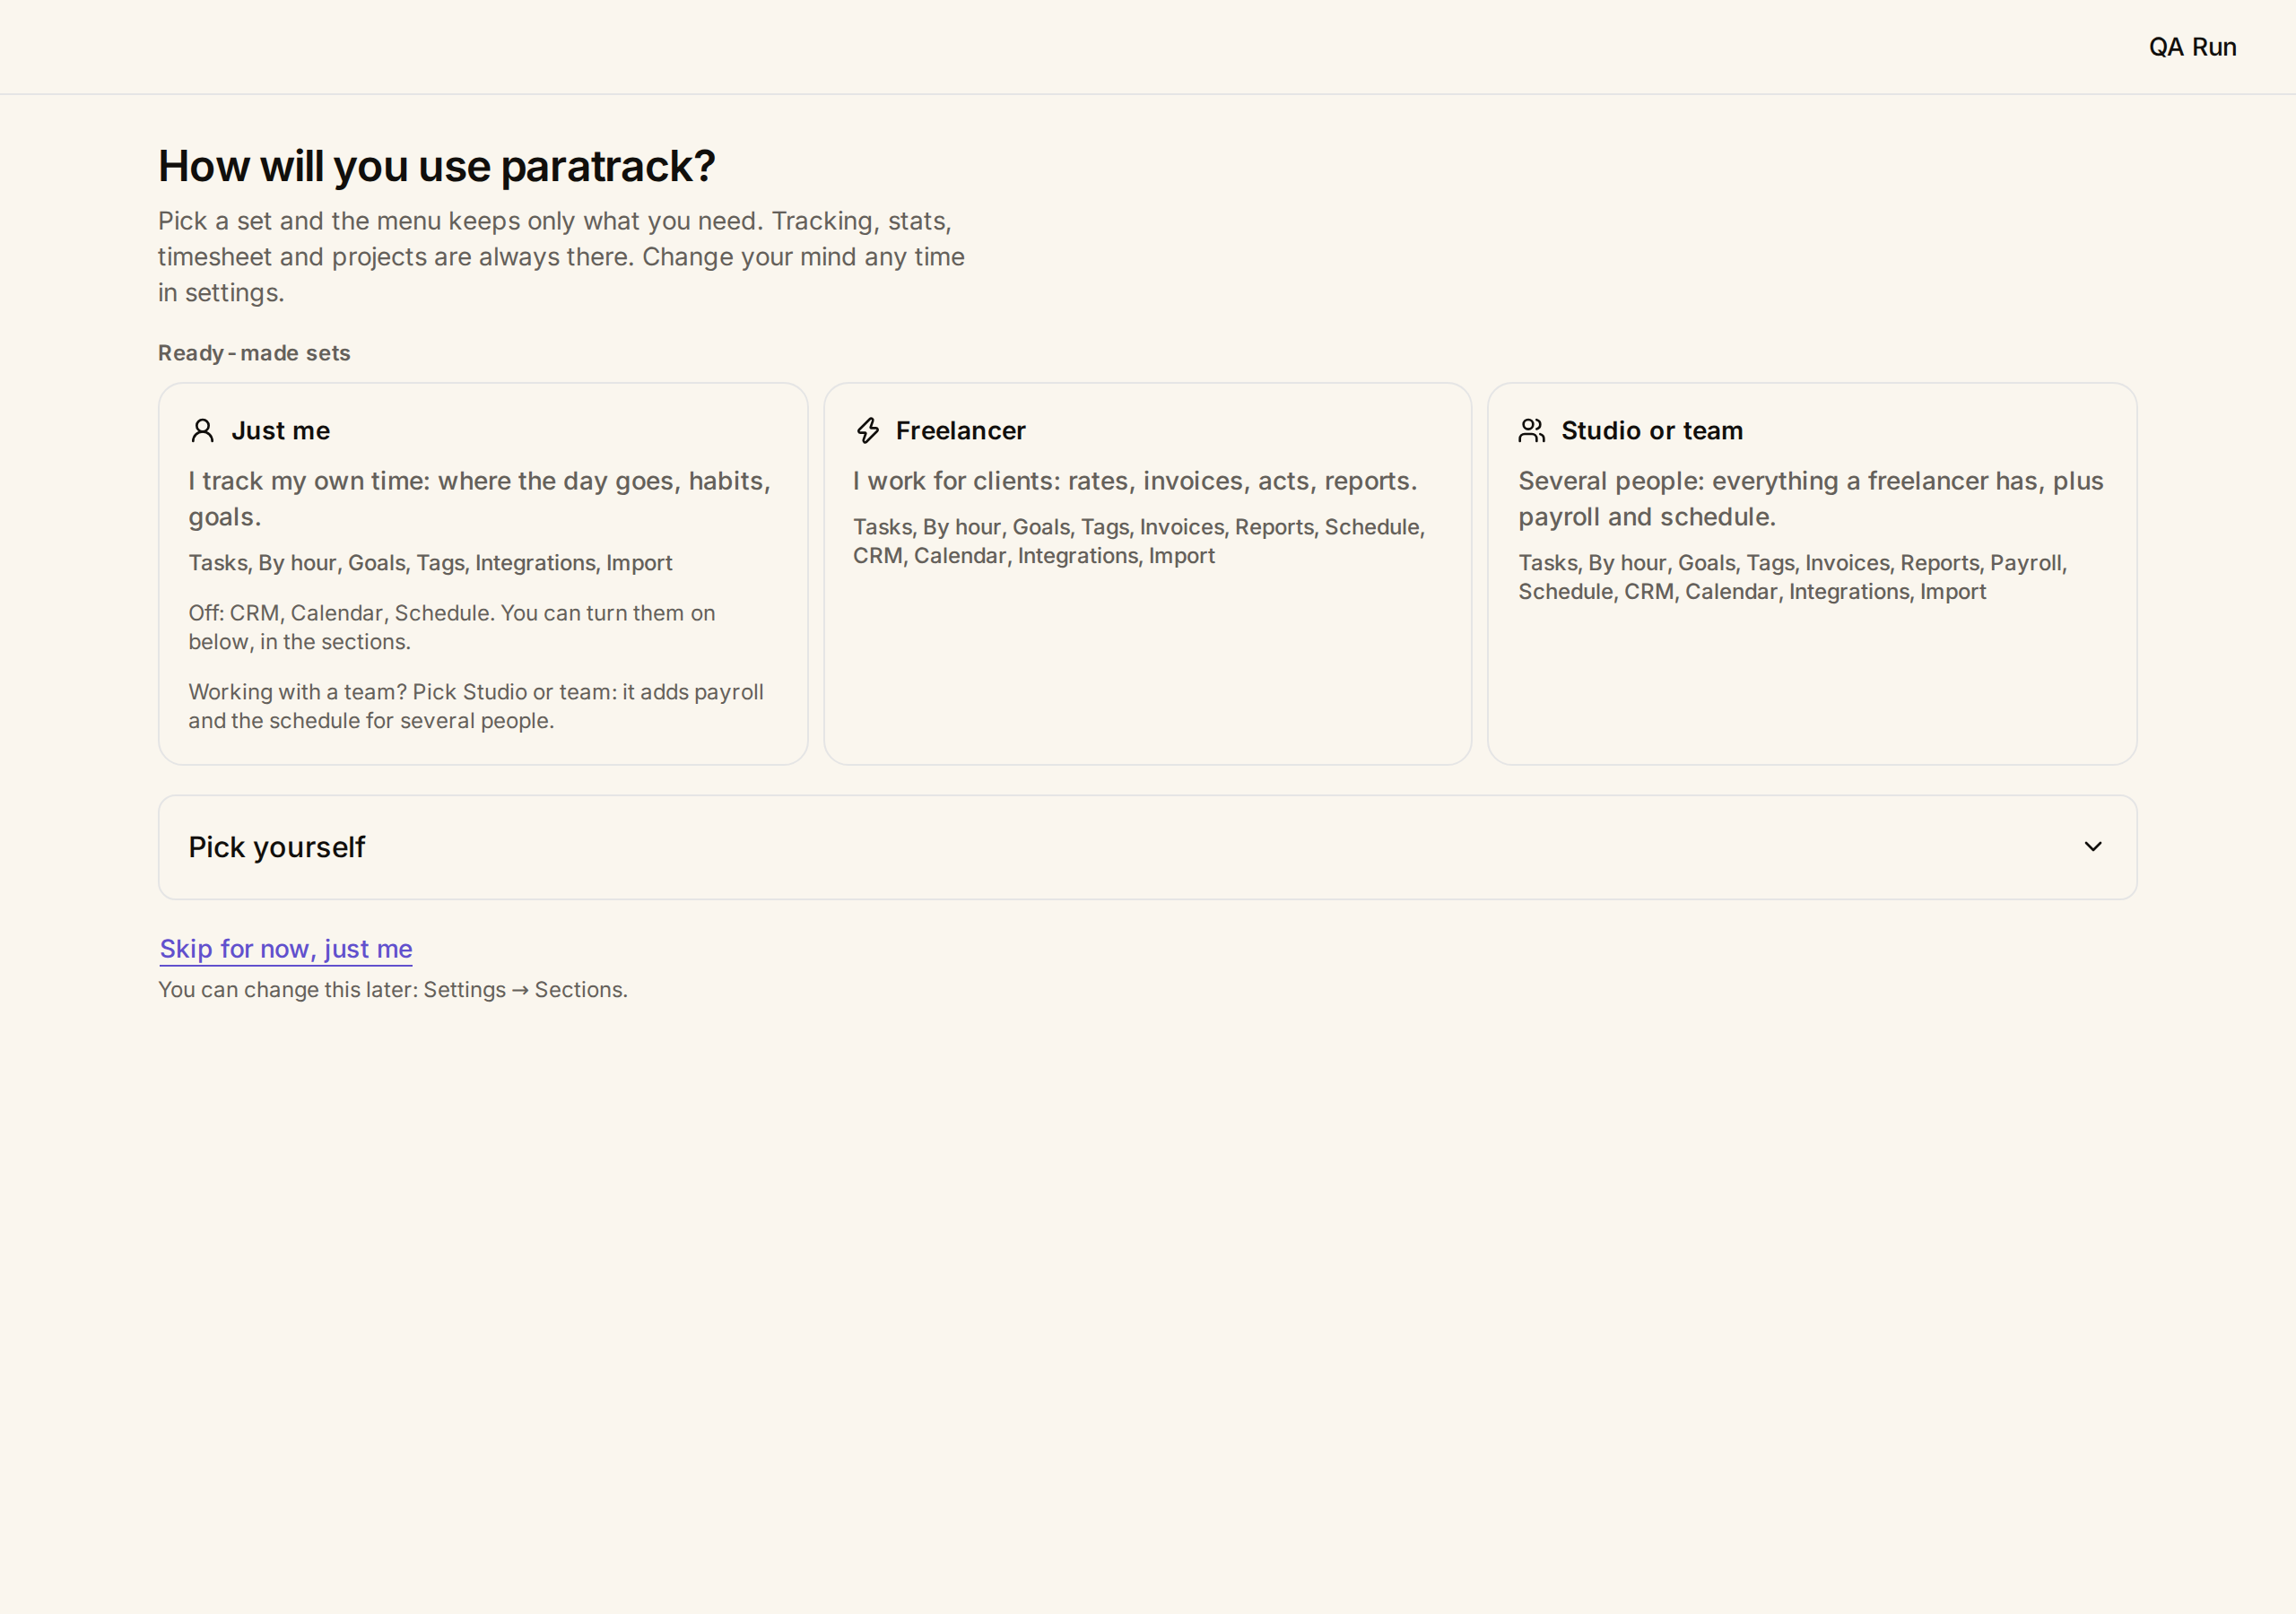 QA Run
How will you use paratrack?
Pick a set and the menu keeps only what you need. Tracking, stats,
timesheet and projects are always there. Change your mind any time
in settings.
Ready-made sets
Just me
I track my own time: where the day goes, habits,
goals.
Tasks, By hour, Goals, Tags, Integrations, Import
Off: CRM, Calendar, Schedule. You can turn them on
below, in the sections.
Working with a team? Pick Studio or team: it adds payroll
and the schedule for several people.
Freelancer
I work for clients: rates, invoices, acts, reports.
Tasks, By hour, Goals, Tags, Invoices, Reports, Schedule,
CRM, Calendar, Integrations, Import
Studio or team
Several people: everything a freelancer has, plus
payroll and schedule.
Tasks, By hour, Goals, Tags, Invoices, Reports, Payroll,
Schedule, CRM, Calendar, Integrations, Import
Pick yourself
Skip for now, just me
You can change this later: Settings → Sections.